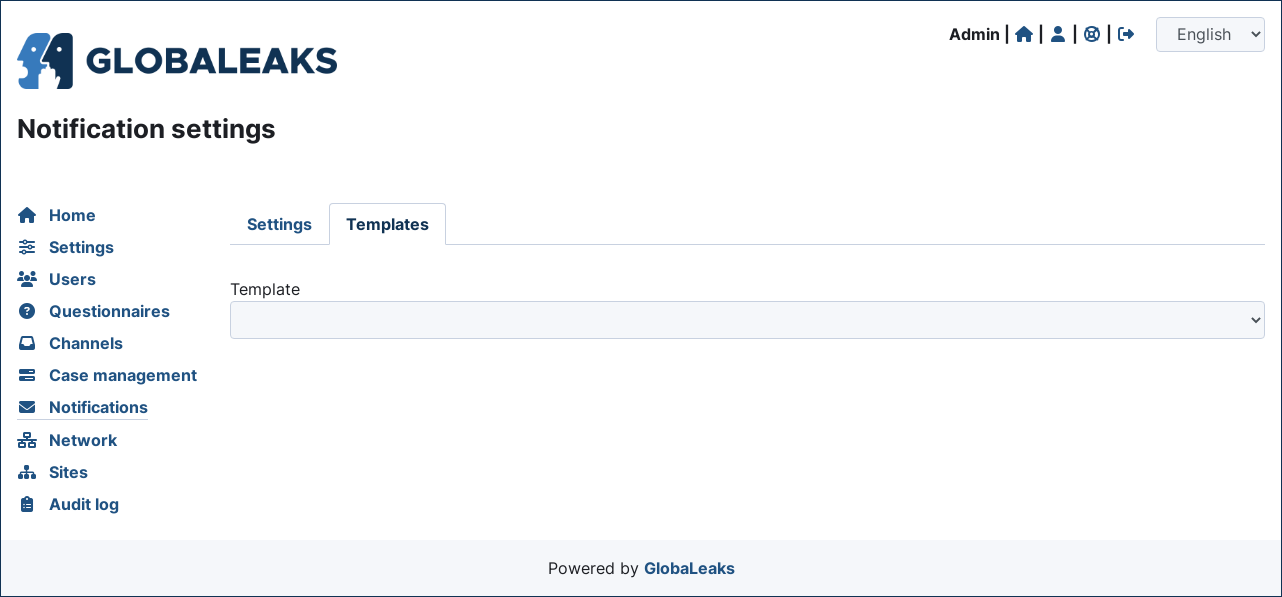 Admin | | | |
English
GLOBALEAKS
Notification settings
Home
Settings
Users
Questionnaires
Channels
Case management
Notifications
Network
Sites
Audit log
Settings
Templates
Template
Powered by GlobaLeaks